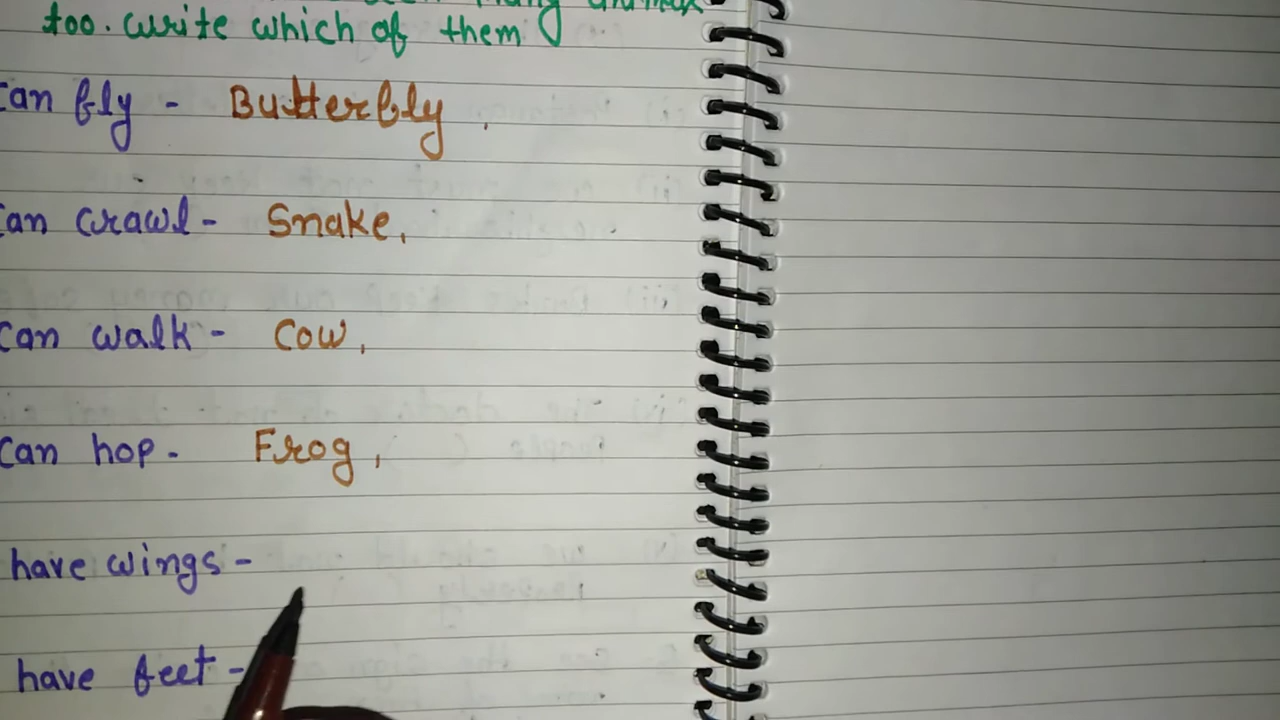 too. write which of them
can fly - Butterfly,
can crawl - Snake,
can walk - Cow,
can hop - Frog,
have wings -
have feet -